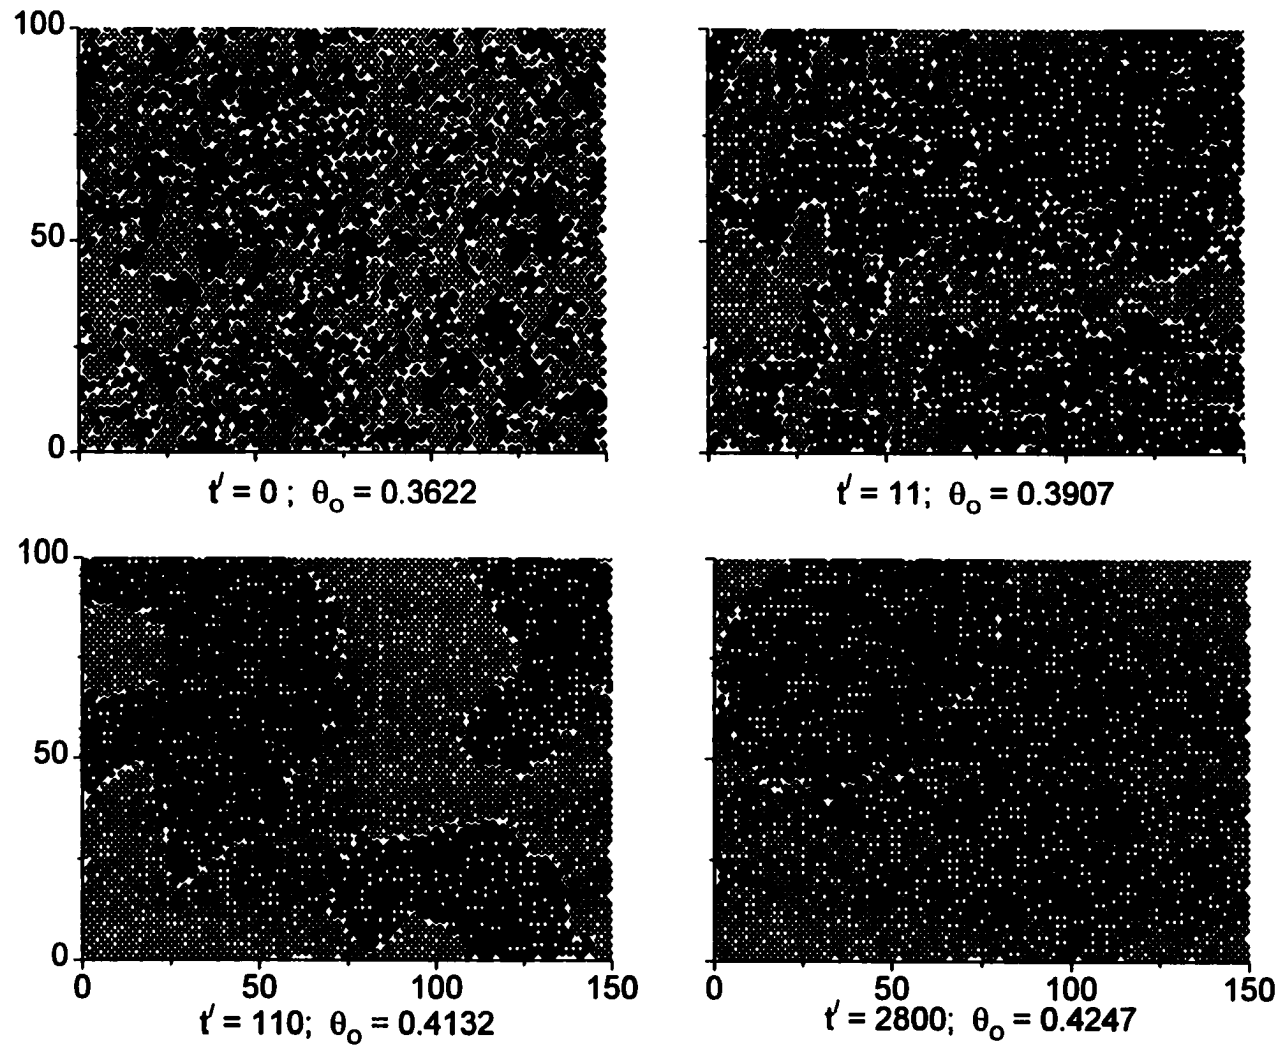 100
50
0
t′ = 0 ; θo = 0.3622
t′ = 11; θo = 0.3907
100
50
0
0 50 100 150
0 50 100 150
t′ = 110; θo = 0.4132
t′ = 2800; θo = 0.4247